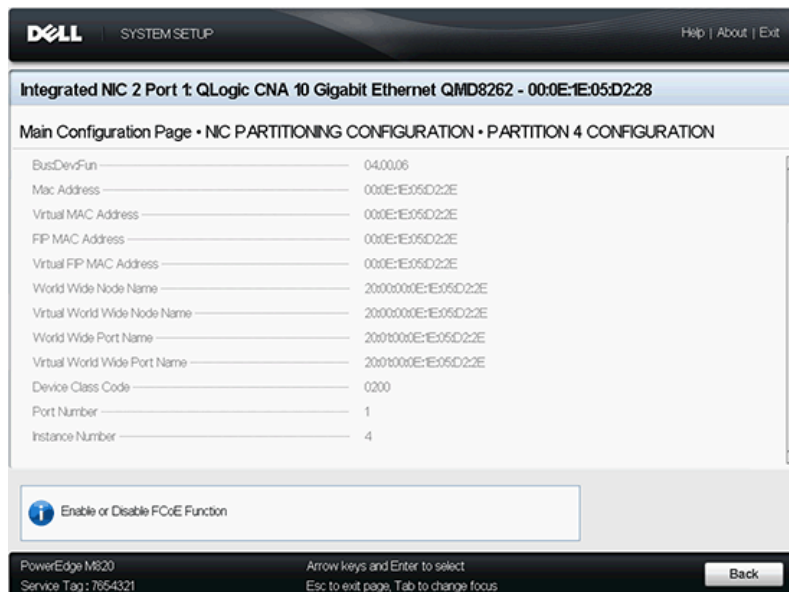 DELL SYSTEM SETUP Help | About | Exit
Integrated NIC 2 Port 1: QLogic CNA 10 Gigabit Ethernet QMD8262 - 00:0E:1E:05:D2:28
Main Configuration Page • NIC PARTITIONING CONFIGURATION • PARTITION 4 CONFIGURATION
Bus:Dev:Fun 04:00:06
Mac Address 00:0E:1E:05:D2:2E
Virtual MAC Address 00:0E:1E:05:D2:2E
FIP MAC Address 00:0E:1E:05:D2:2E
Virtual FIP MAC Address 00:0E:1E:05:D2:2E
World Wide Node Name 20:00:00:0E:1E:05:D2:2E
Virtual World Wide Node Name 20:00:00:0E:1E:05:D2:2E
World Wide Port Name 20:01:00:0E:1E:05:D2:2E
Virtual World Wide Port Name 20:01:00:0E:1E:05:D2:2E
Device Class Code 0200
Port Number 1
Instance Number 4
Enable or Disable FCoE Function
PowerEdge M820 Arrow keys and Enter to select
Service Tag : 7654321 Esc to exit page, Tab to change focus
Back